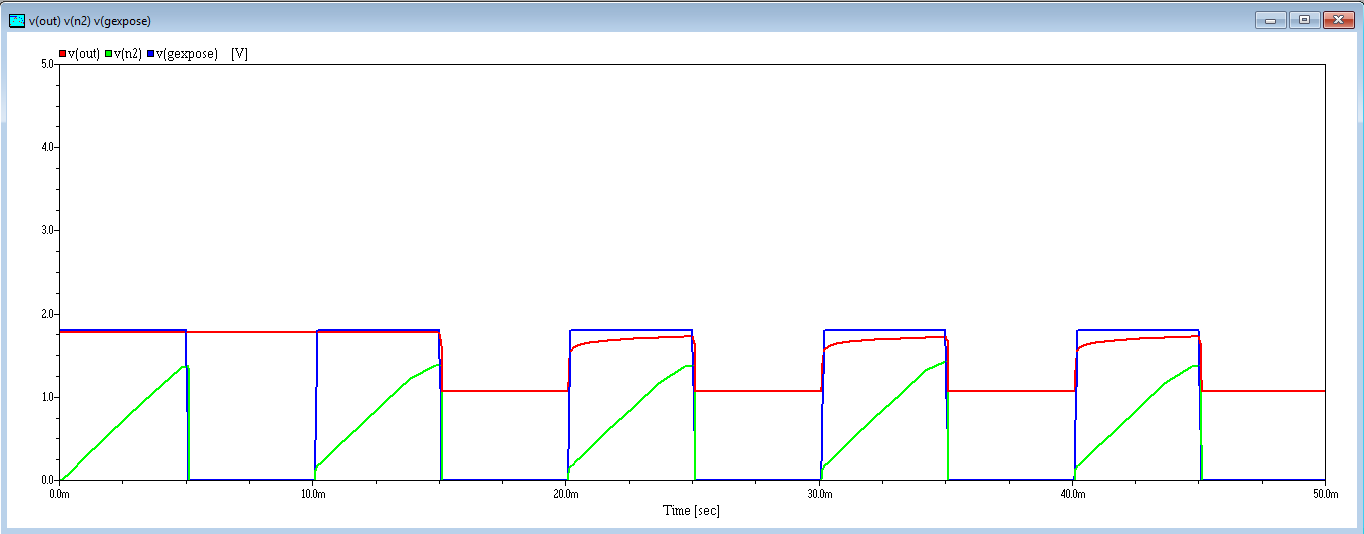 v(out) v(n2) v(gexpose)
v(out) v(n2) v(gexpose) [V]
5.0
4.0
3.0
2.0
1.0
0.0
0.0m 10.0m 20.0m 30.0m 40.0m 50.0m
Time [sec]